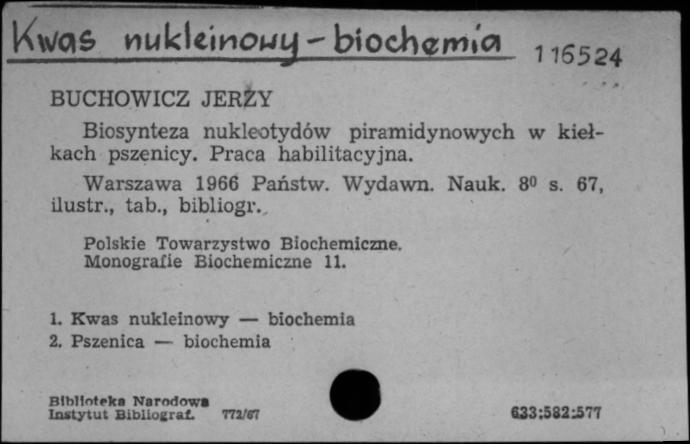 Kwas nukleinowy - biochemia 116524
BUCHOWICZ JERZY
Biosynteza nukleotydów piramidynowych w kieł-
kach pszenicy. Praca habilitacyjna.
Warszawa 1966 Państw. Wydawn. Nauk. 8⁰ s. 67,
ilustr., tab., bibliogr.
Polskie Towarzystwo Biochemiczne.
Monografie Biochemiczne 11.
1. Kwas nukleinowy — biochemia
2. Pszenica — biochemia
Biblioteka Narodowa
Instytut Bibliograf. 772/67 633:582:577